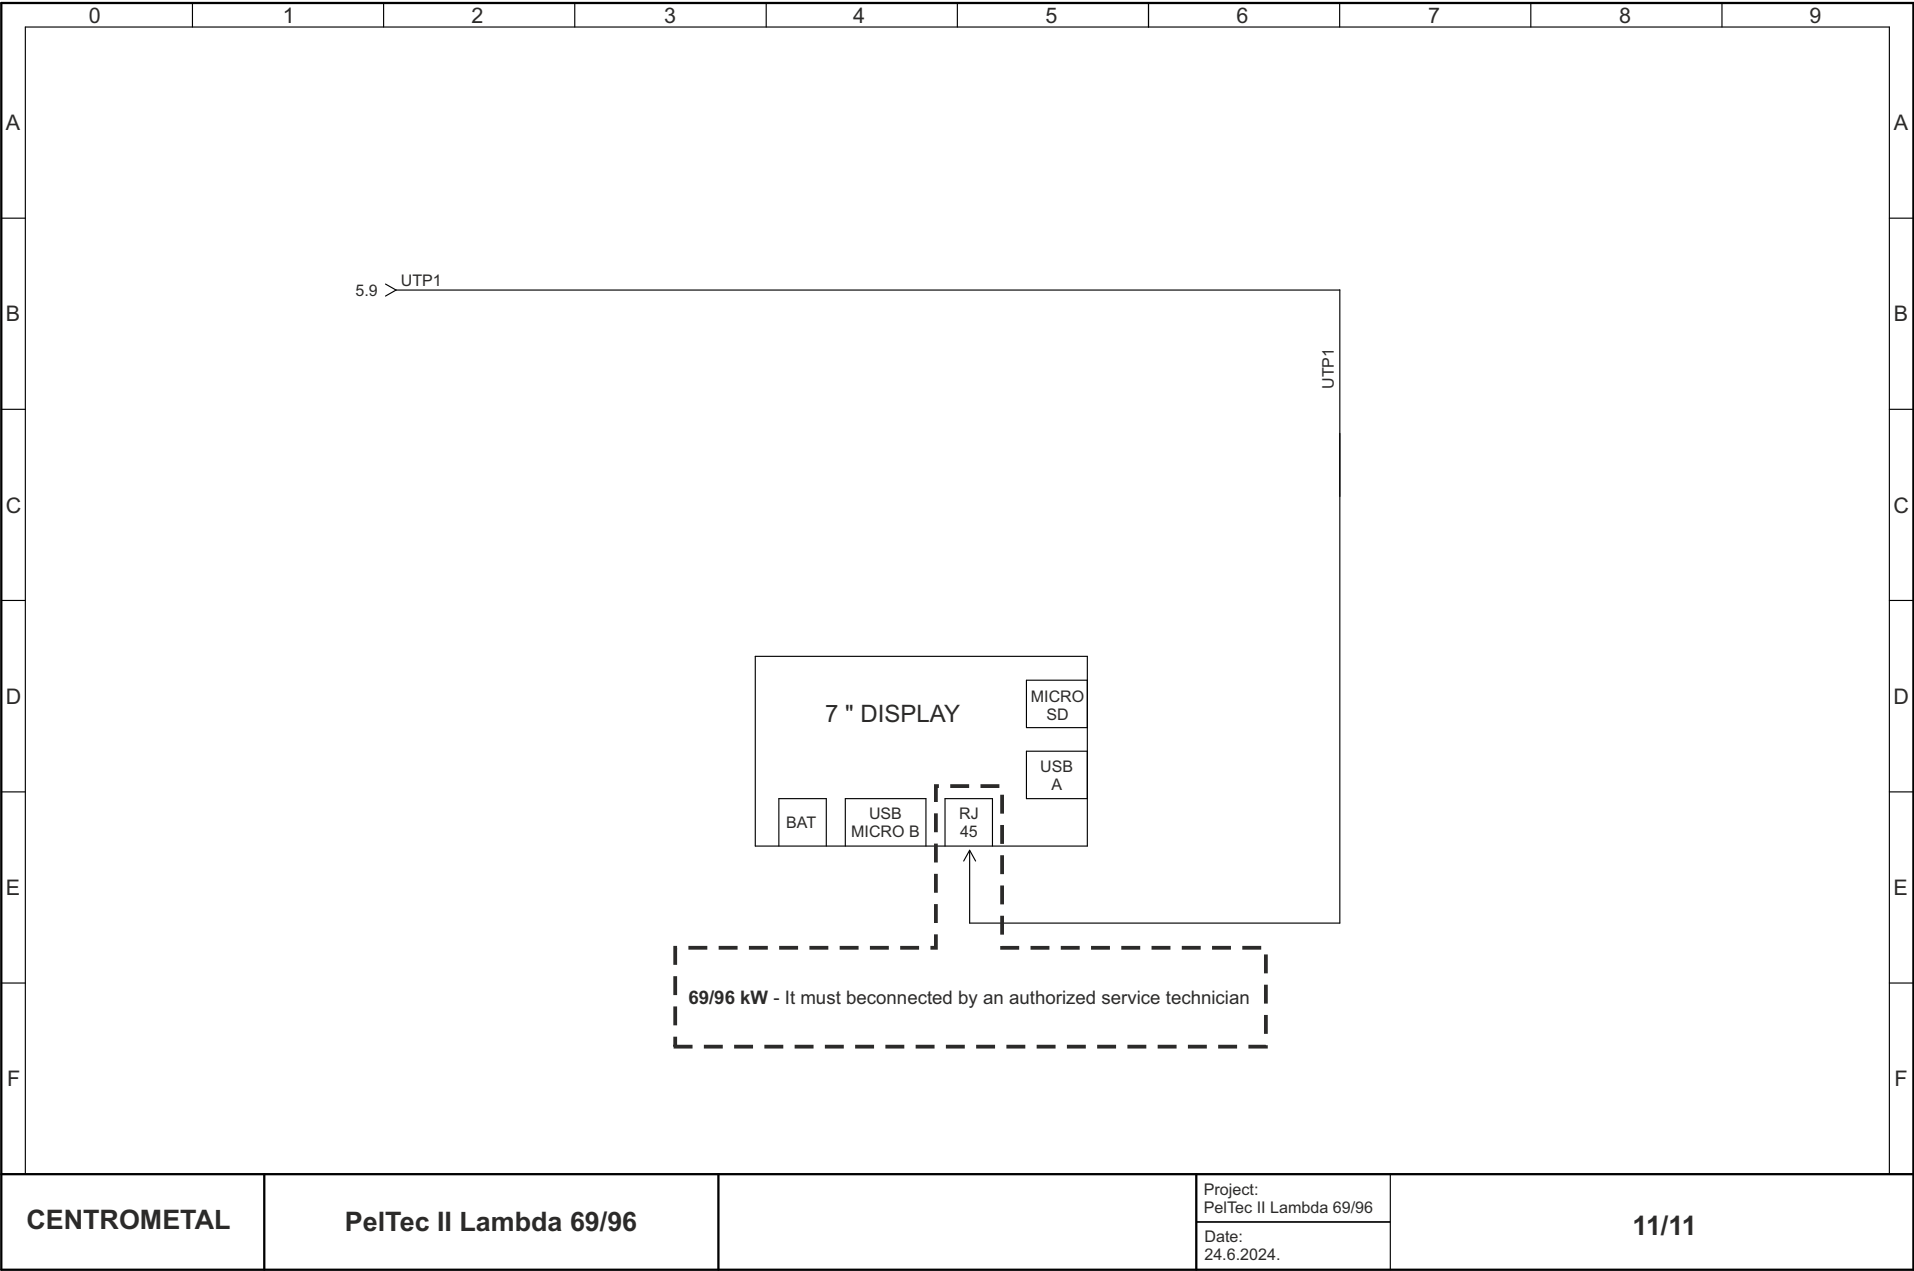 0 1 2 3 4 5 6 7 8 9
A A
5.9 UTP1
B B
UTP1
C C
MICRO
SD
7 " DISPLAY
D D
USB
A
BAT
USB
MICRO B
RJ
45
E E
69/96 kW - It must beconnected by an authorized service technician
F F
CENTROMETAL
PelTec II Lambda 69/96
Project:
PelTec II Lambda 69/96
Date:
24.6.2024.
11/11